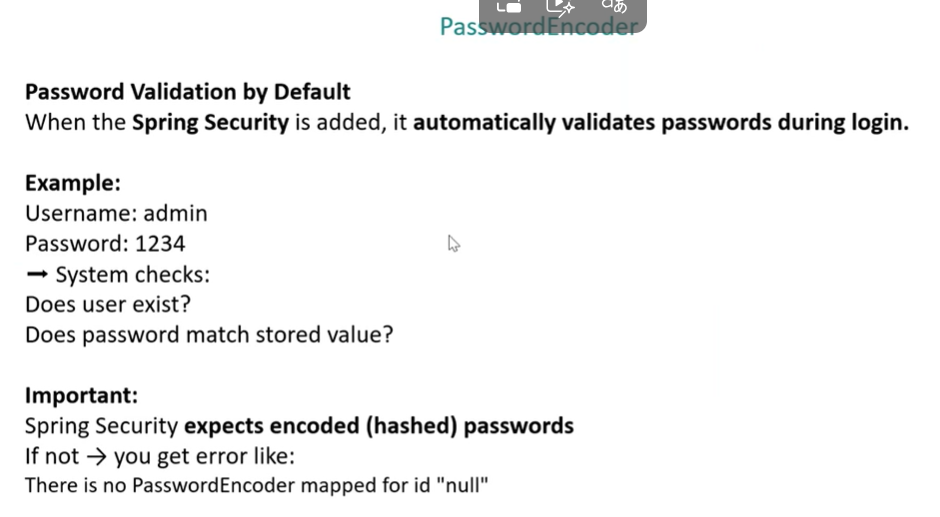 PasswordEncoder
Password Validation by Default
When the Spring Security is added, it automatically validates passwords during login.
Example:
Username: admin
Password: 1234
➞ System checks:
Does user exist?
Does password match stored value?
Important:
Spring Security expects encoded (hashed) passwords
If not → you get error like:
There is no PasswordEncoder mapped for id "null"